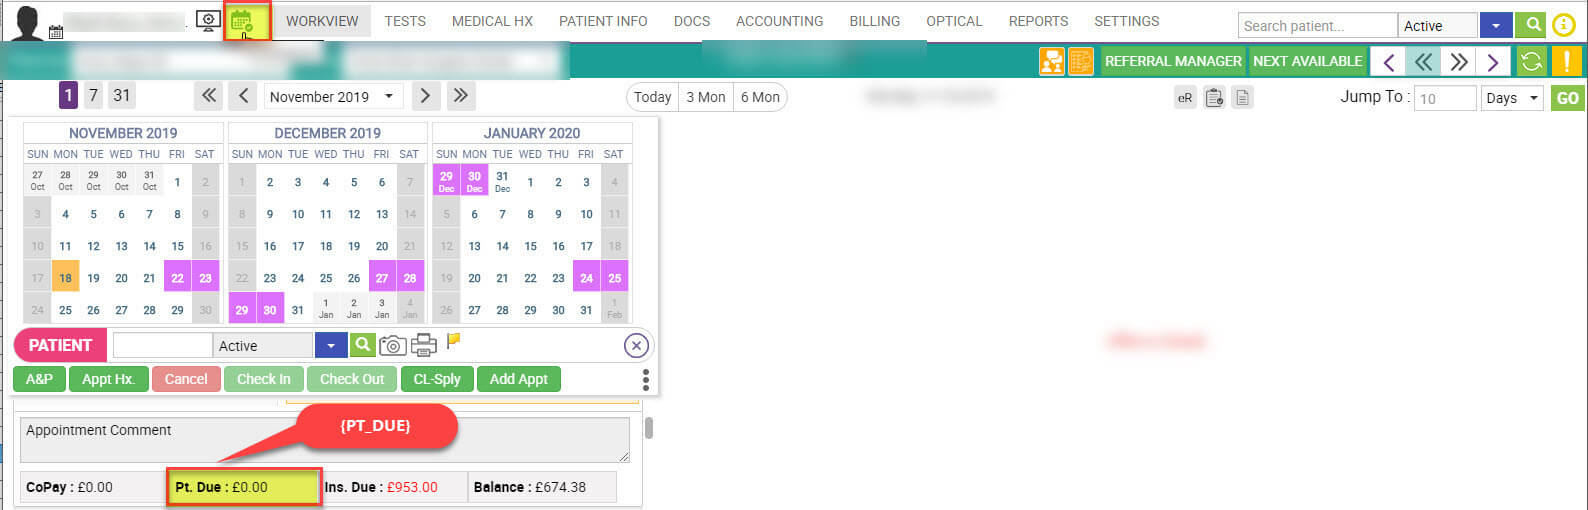 WORKVIEW TESTS MEDICAL HX PATIENT INFO DOCS ACCOUNTING BILLING OPTICAL REPORTS SETTINGS Search patient... Active
REFERRAL MANAGER NEXT AVAILABLE
1 7 31 November 2019 Today 3 Mon 6 Mon eR Jump To : 10 Days GO
NOVEMBER 2019 DECEMBER 2019 JANUARY 2020
SUN MON TUE WED THU FRI SAT SUN MON TUE WED THU FRI SAT SUN MON TUE WED THU FRI SAT
27 Oct 28 Oct 29 Oct 30 Oct 31 Oct 1 2 1 2 3 4 5 6 7 29 Dec 30 Dec 31 Dec 1 2 3 4
3 4 5 6 7 8 9 8 9 10 11 12 13 14 5 6 7 8 9 10 11
10 11 12 13 14 15 16 15 16 17 18 19 20 21 12 13 14 15 16 17 18
17 18 19 20 21 22 23 22 23 24 25 26 27 28 19 20 21 22 23 24 25
24 25 26 27 28 29 30 29 30 31 1 Jan 2 Jan 3 Jan 4 Jan 26 27 28 29 30 31 1 Feb
PATIENT Active
A&P Appt Hx. Cancel Check In Check Out CL-Sply Add Appt
{PT_DUE}
Appointment Comment
CoPay : £0.00 Pt. Due : £0.00 Ins. Due : £953.00 Balance : £674.38